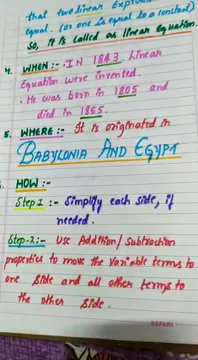 that two linear expre
equal. (or one is equal to a constant)
So, it is called as linear equation.
4. WHEN :- IN 1843. Linear
Equation were invented.
. He was born in 1805 and
died in 1865.
5. WHERE :- It is originated in
BABYLONIA AND EGYPT
HOW :-
Step 1 :- Simplify each side, if
needed.
Step-2 :- Use Addition/Subtraction
properties to move the variable terms to
one side and all other terms to
the other side.